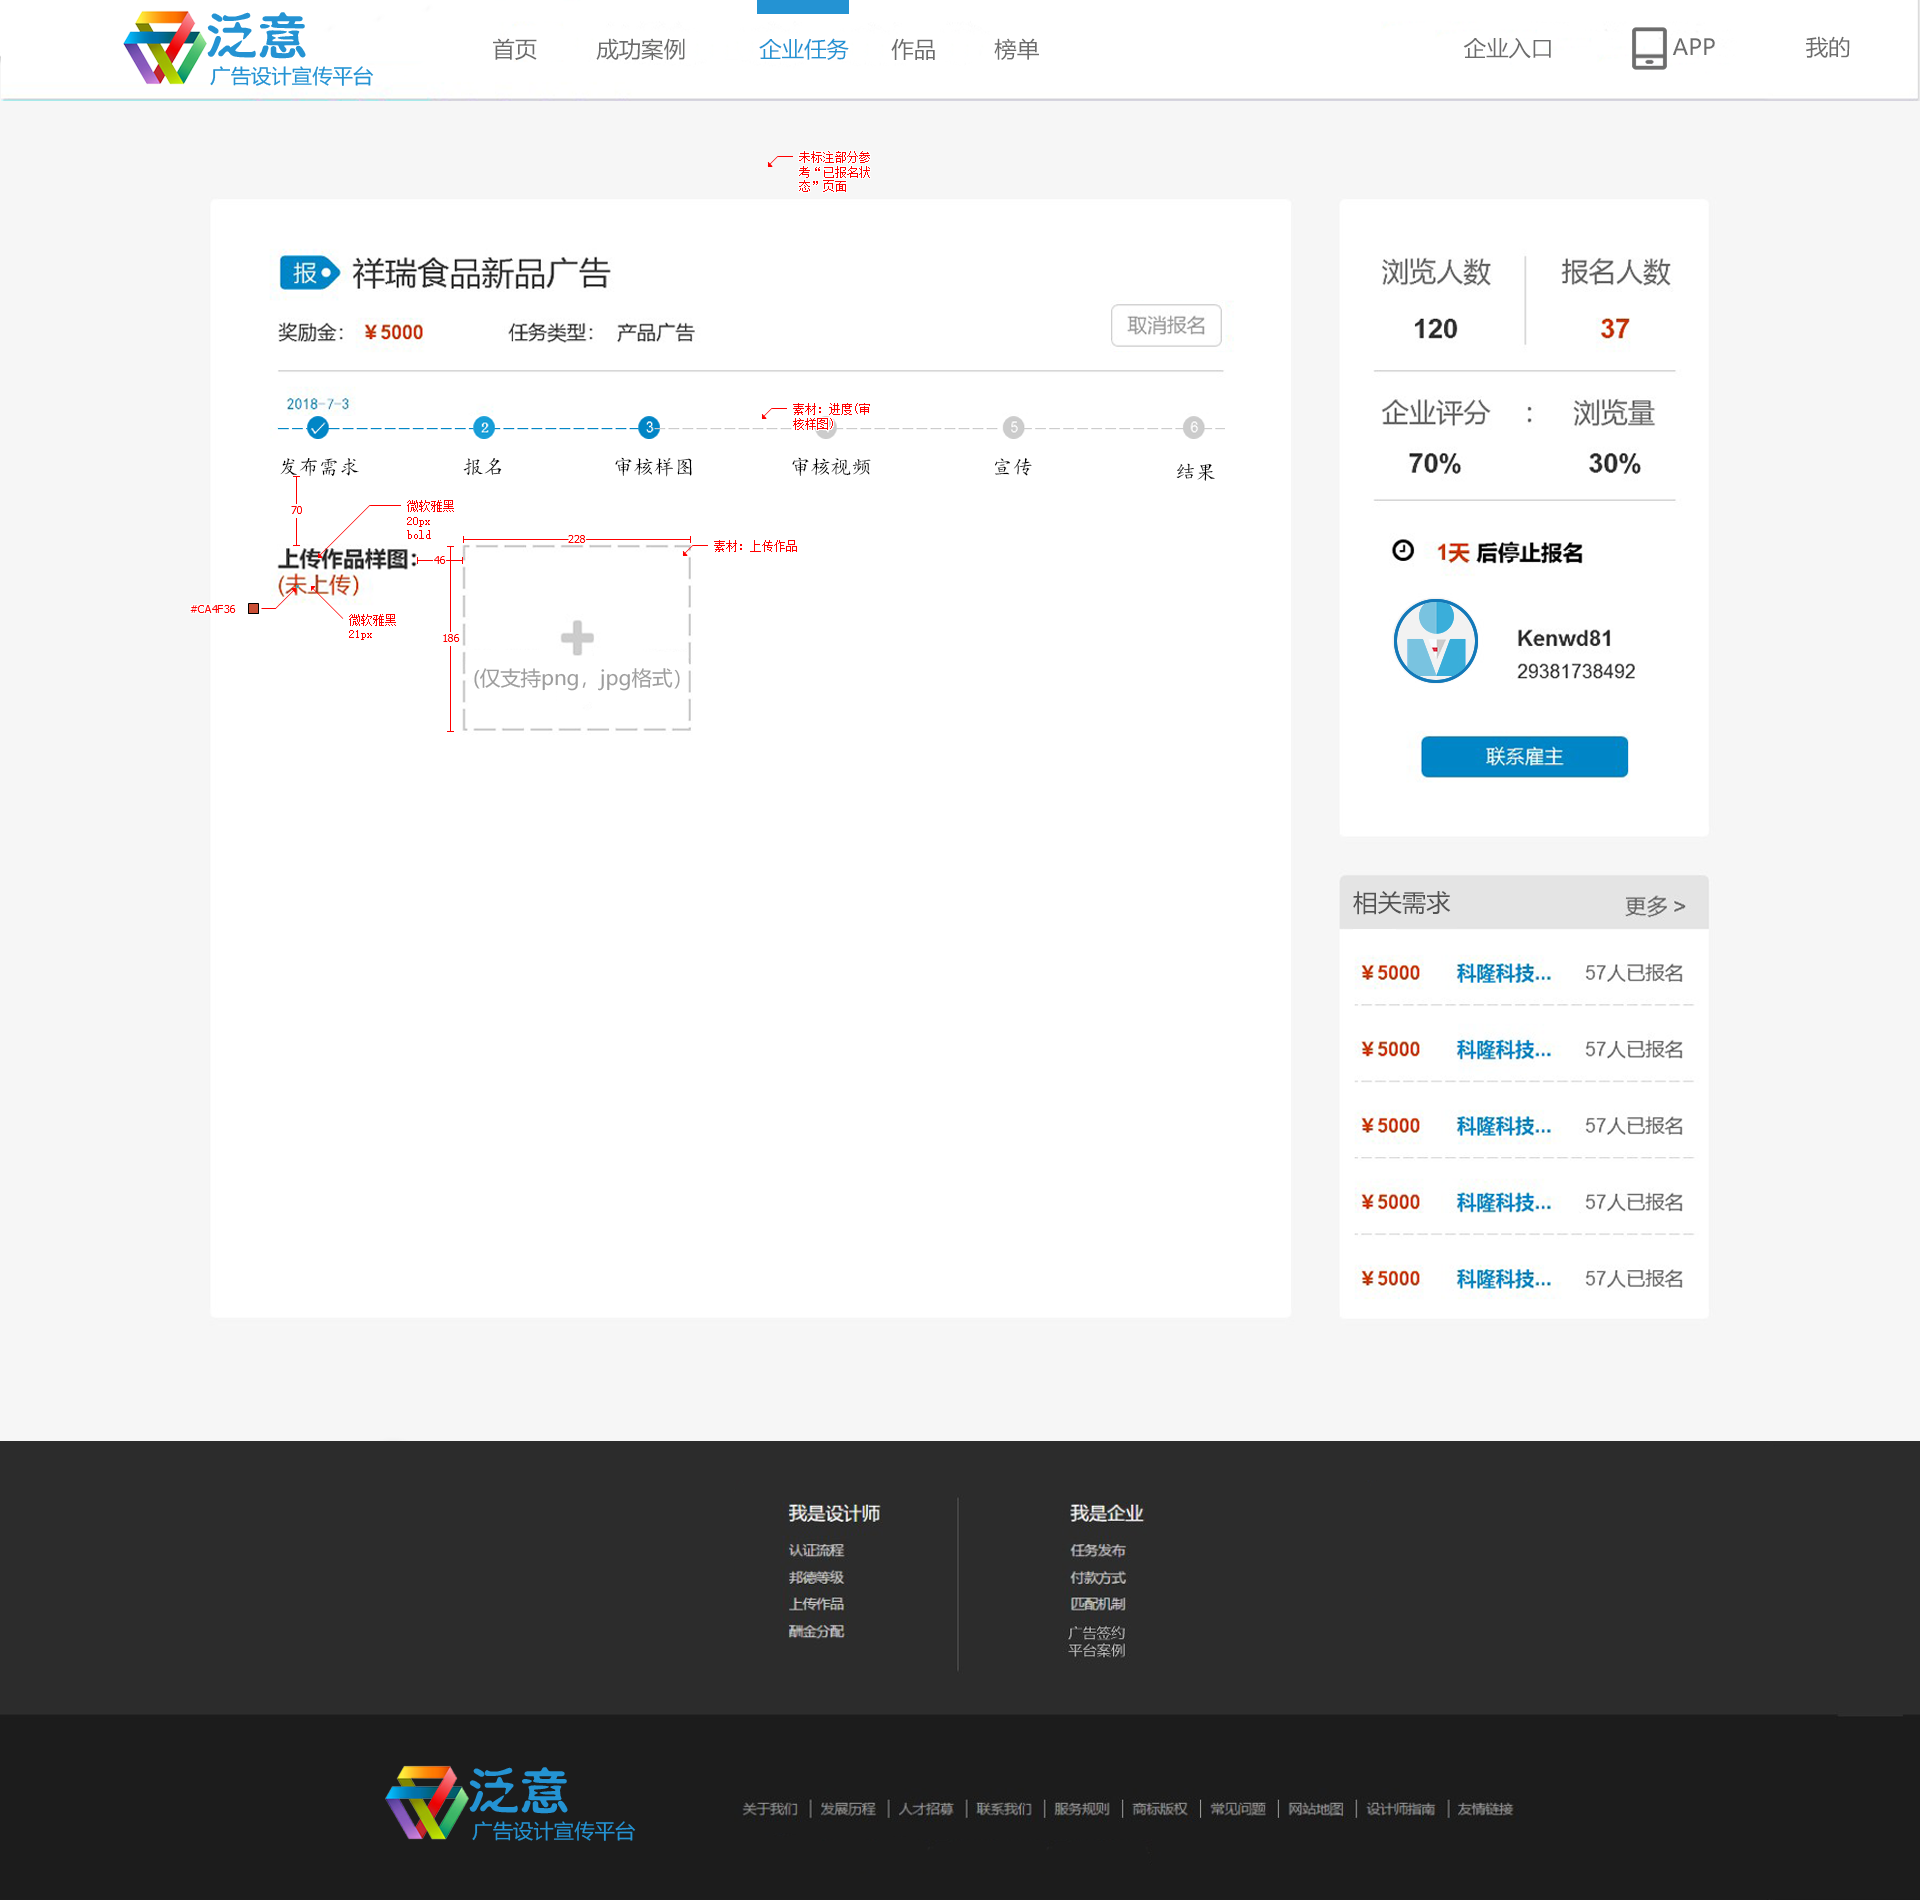 泛意
广告设计宣传平台
首页
成功案例
企业任务
作品
榜单
企业入口
APP
我的
未标注部分参
考“已报名状
态”页面
报
祥瑞食品新品广告
奖励金：
¥5000
任务类型：
产品广告
取消报名
2018-7-3
2
3
素材：进度(审
核样图)
5
6
发布需求
报名
审核样图
审核视频
宣传
结果
70
微软雅黑
20px
bold
上传作品样图：
46
228
素材：上传作品
(未上传)
#CA4F36
微软雅黑
21px
186
(仅支持png，jpg格式)
浏览人数
报名人数
120
37
企业评分
:
浏览量
70%
30%
1天 后停止报名
Kenwd81
29381738492
联系雇主
相关需求
更多 >
¥5000 科隆科技... 57人已报名
¥5000 科隆科技... 57人已报名
¥5000 科隆科技... 57人已报名
¥5000 科隆科技... 57人已报名
¥5000 科隆科技... 57人已报名
我是设计师
认证流程
邦德等级
上传作品
酬金分配
我是企业
任务发布
付款方式
匹配机制
广告签约
平台案例
泛意
广告设计宣传平台
关于我们 | 发展历程 | 人才招募 | 联系我们 | 服务规则 | 商标版权 | 常见问题 | 网站地图 | 设计师指南 | 友情链接